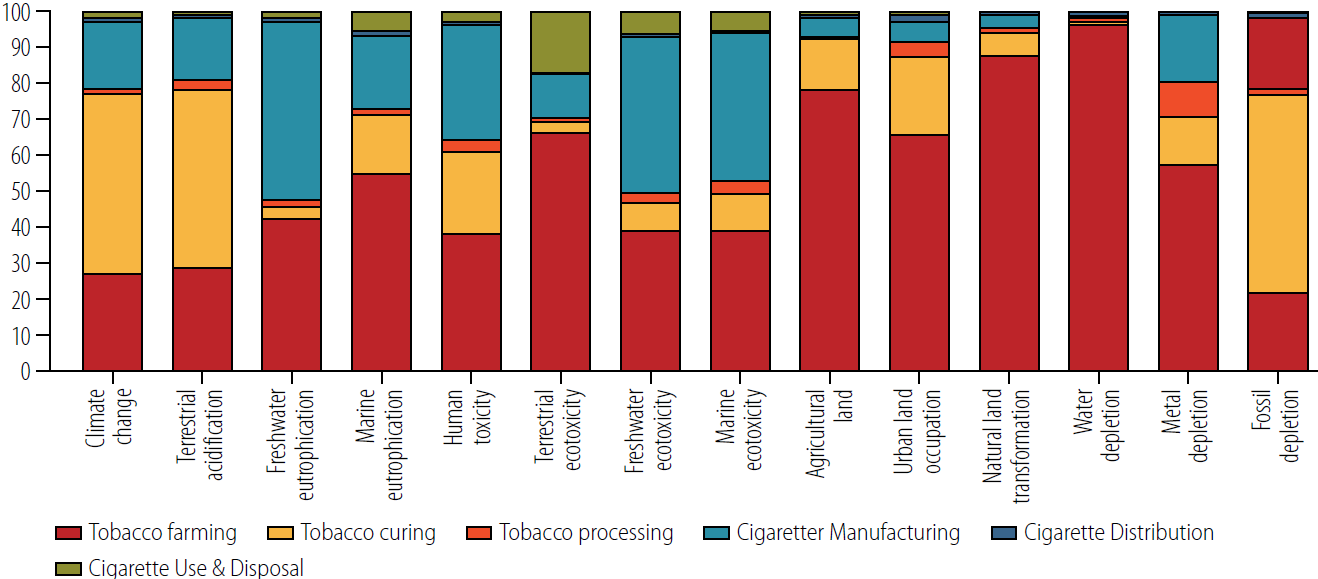 100
90
80
70
60
50
40
30
20
10
0
Climate
change
Terrestrial
acidification
Freshwater
eutrophication
Marine
eutrophication
Human
toxicity
Terrestrial
ecotoxicity
Freshwater
ecotoxicity
Marine
ecotoxicity
Agricultural
land
Urban land
occupation
Natural land
transformation
Water
depletion
Metal
depletion
Fossil
depletion
Tobacco farming Tobacco curing Tobacco processing Cigaretter Manufacturing Cigarette Distribution
Cigarette Use & Disposal